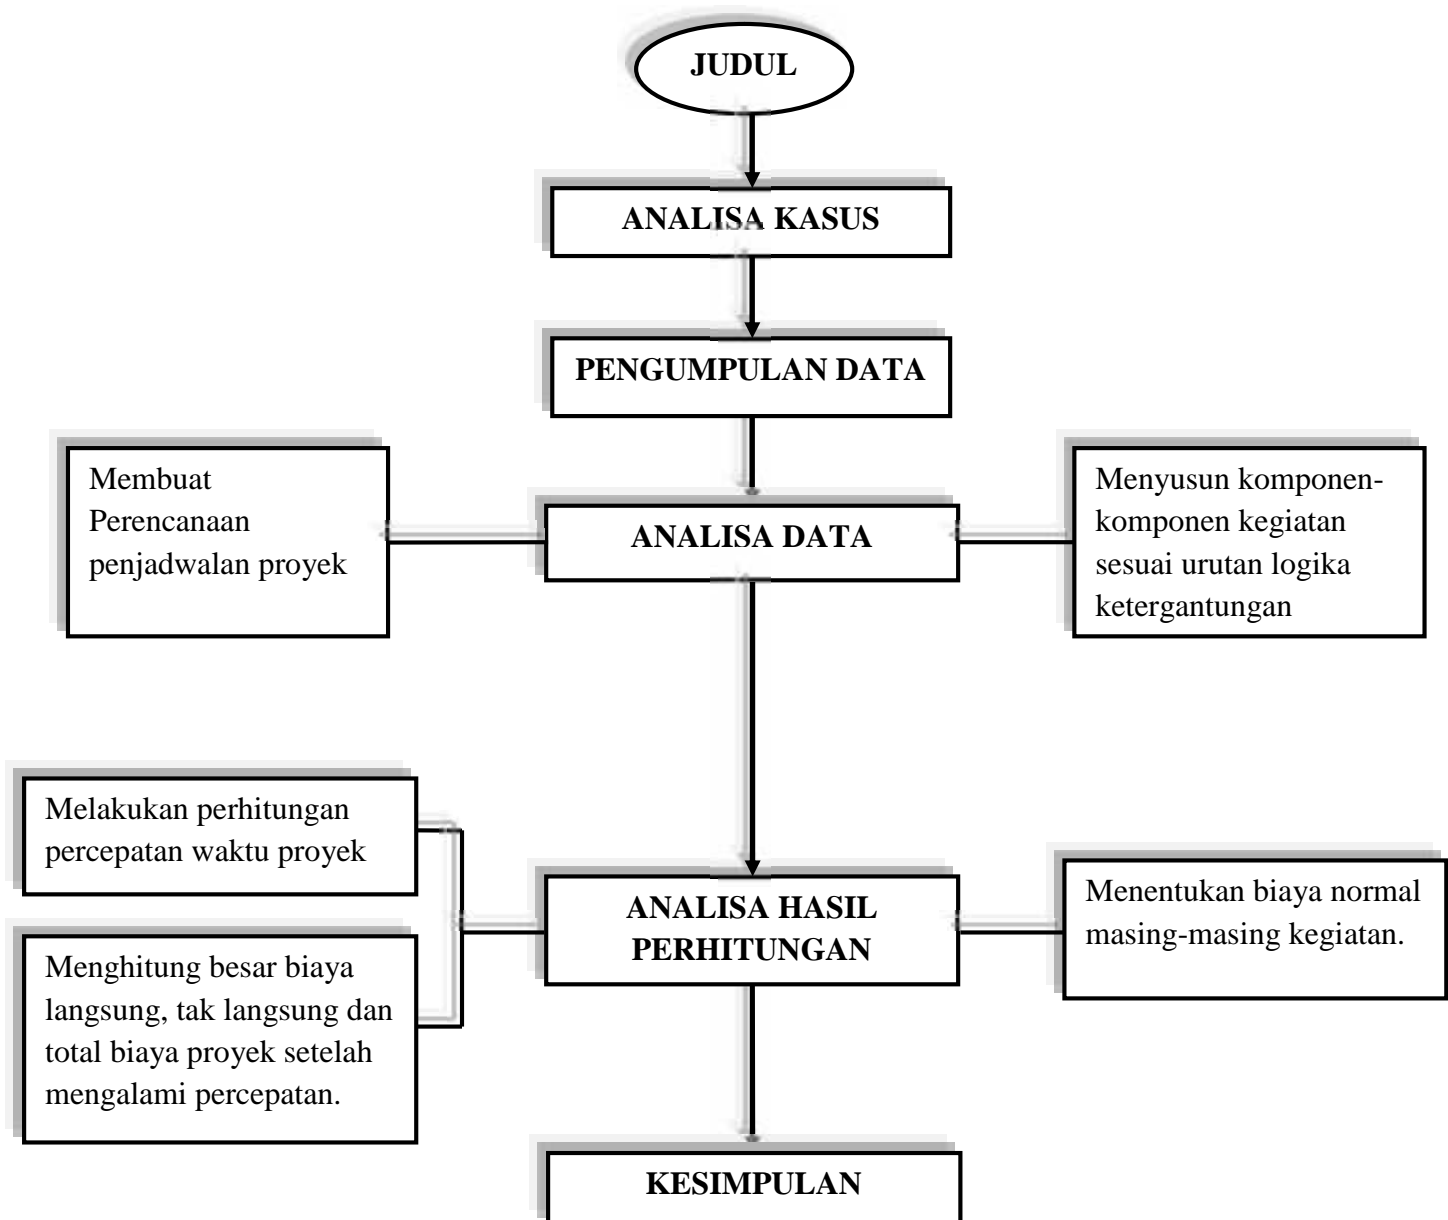 JUDUL
ANALISA KASUS
PENGUMPULAN DATA
Membuat
Perencanaan
penjadwalan proyek
ANALISA DATA
Menyusun komponen-
komponen kegiatan
sesuai urutan logika
ketergantungan
Melakukan perhitungan
percepatan waktu proyek
Menghitung besar biaya
langsung, tak langsung dan
total biaya proyek setelah
mengalami percepatan.
ANALISA HASIL
PERHITUNGAN
Menentukan biaya normal
masing-masing kegiatan.
KESIMPULAN